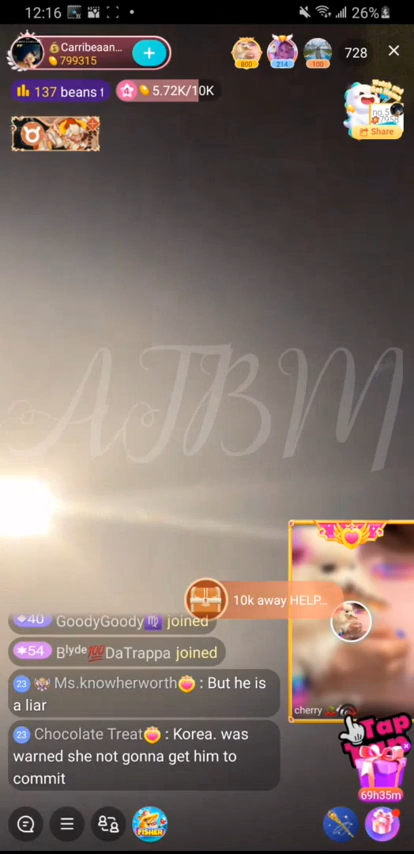 12:16
26%
Carribeaan...
799315
800
214
100
728
137 beans
5.72K/10K
Share
AJBM
10k away HELP...
40 GoodyGoody joined
54 Blyde💯DaTrappa joined
23 Ms.knowherworth : But he is
a liar
23 Chocolate Treat : Korea. was
warned she not gonna get him to
commit
cherry
Tap
69h35m
FISHER